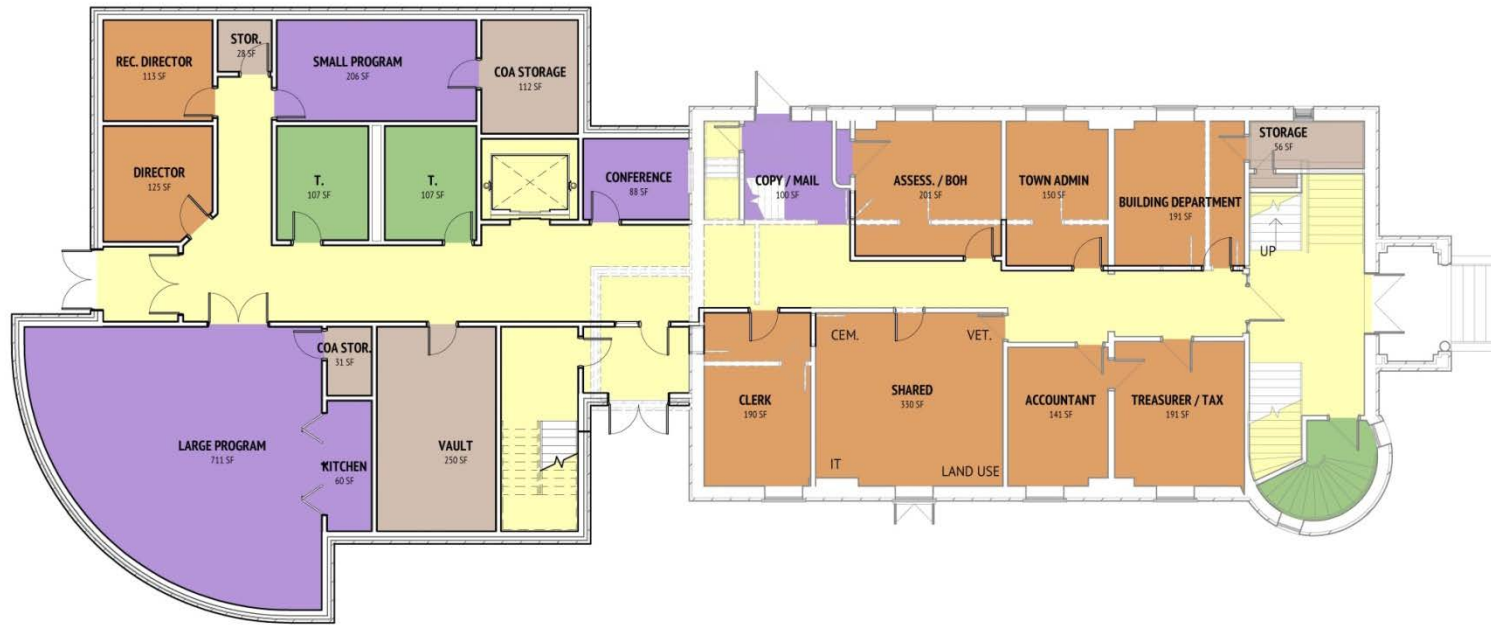 REC. DIRECTOR
113 SF
STOR.
28 SF
SMALL PROGRAM
206 SF
COA STORAGE
112 SF
DIRECTOR
125 SF
T.
107 SF
T.
107 SF
CONFERENCE
88 SF
COPY / MAIL
100 SF
ASSESS. / BOH
201 SF
TOWN ADMIN
150 SF
BUILDING DEPARTMENT
191 SF
STORAGE
56 SF
UP
LARGE PROGRAM
711 SF
COA STOR.
31 SF
KITCHEN
60 SF
VAULT
250 SF
CLERK
190 SF
CEM.
VET.
SHARED
330 SF
IT
LAND USE
ACCOUNTANT
141 SF
TREASURER / TAX
191 SF